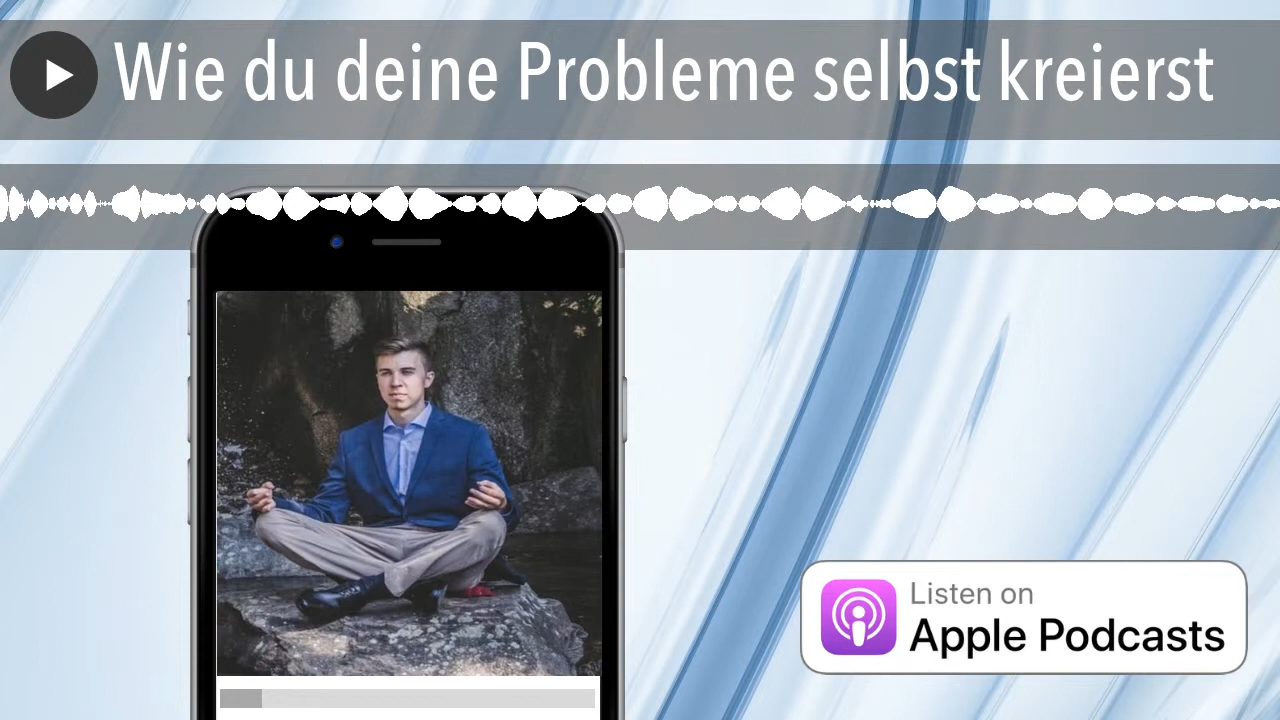 Wie du deine Probleme selbst kreierst
Listen on
Apple Podcasts